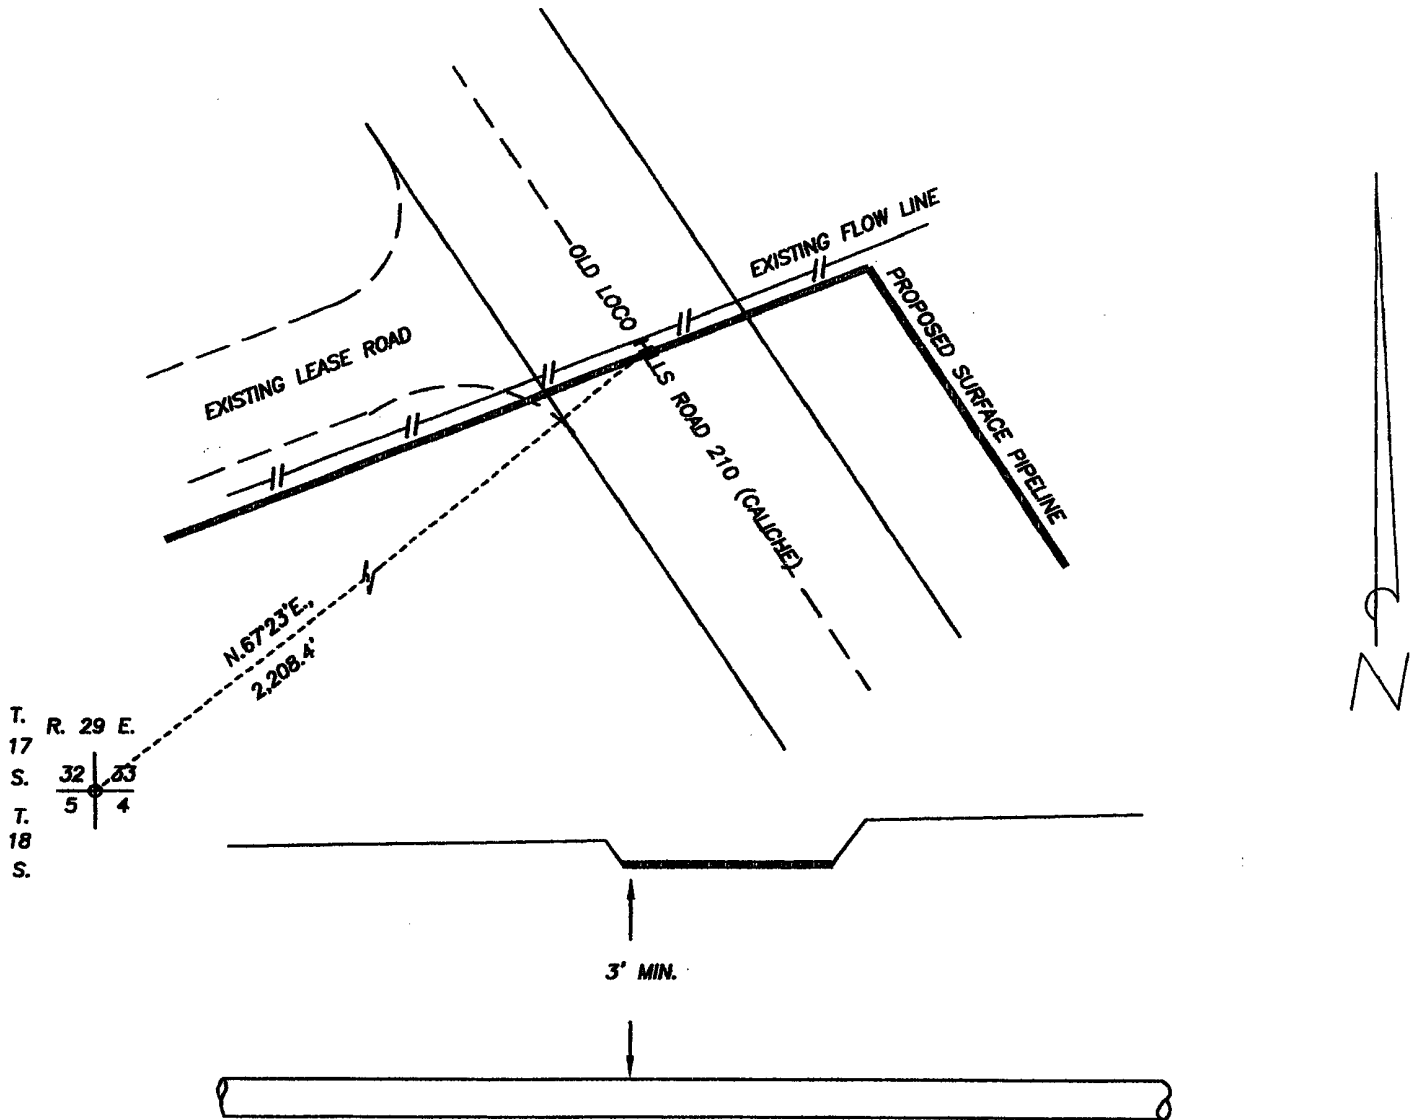 EXISTING FLOW LINE
OLD LOCO
LS ROAD 210 (CALICHE)
PROPOSED SURFACE PIPELINE
EXISTING LEASE ROAD
N.67°23'E.,
2,208.4'
T.
17
S.
R. 29 E.
32 33
5 4
T.
18
S.
3' MIN.
N